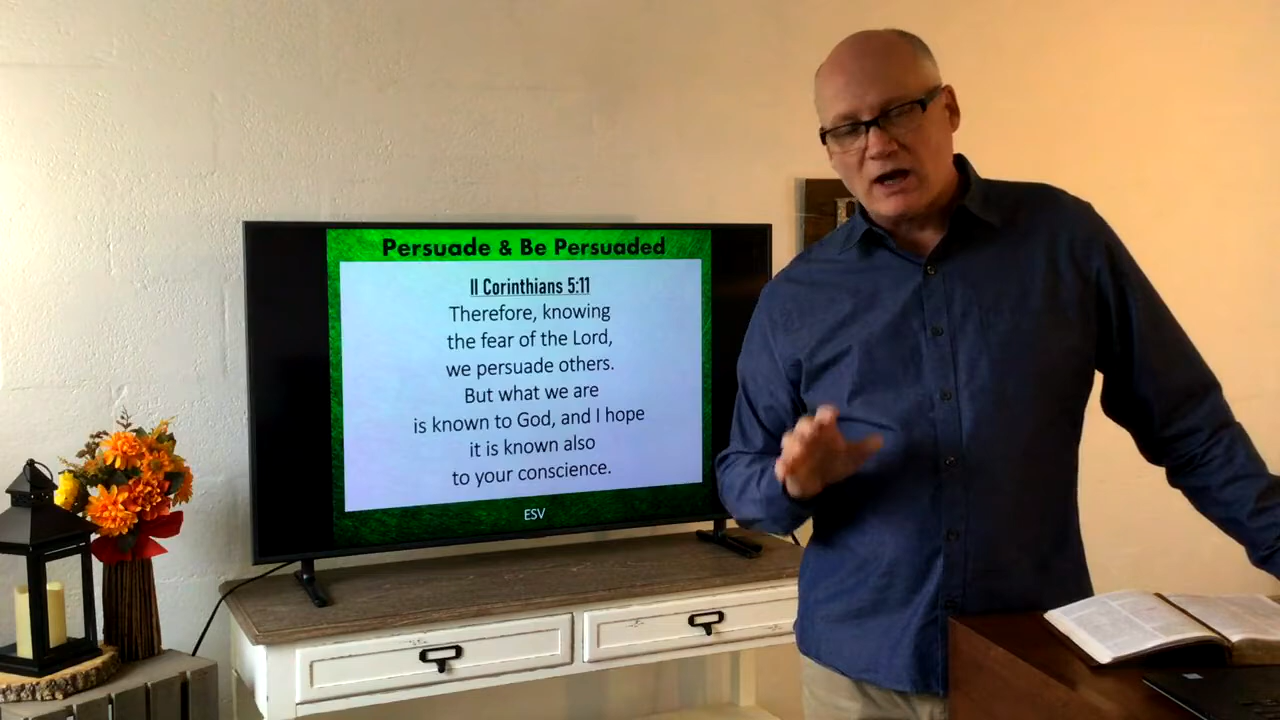 Persuade & Be Persuaded
II Corinthians 5:11
Therefore, knowing
the fear of the Lord,
we persuade others.
But what we are
is known to God, and I hope
it is known also
to your conscience.
ESV